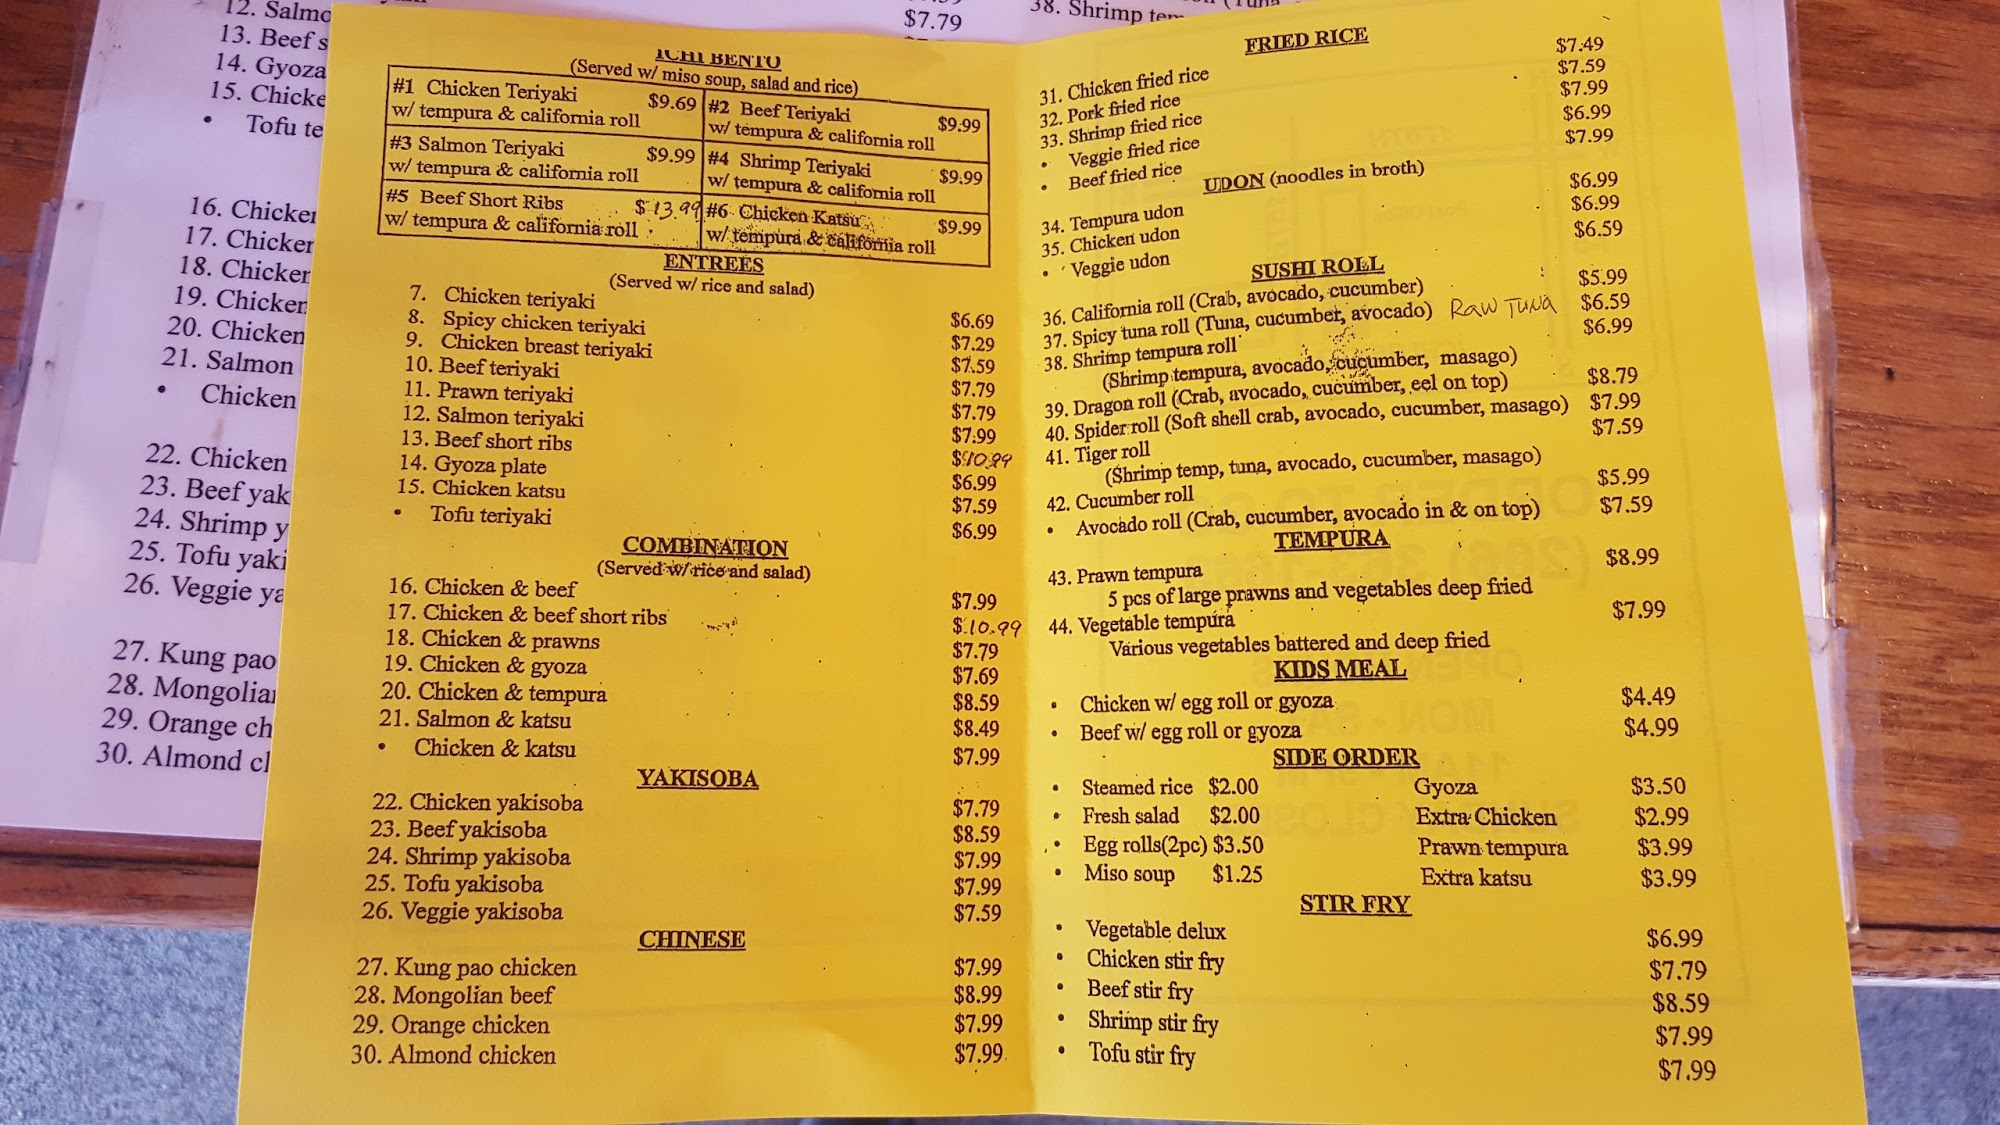 12. Salmo
13. Beef s
14. Gyoza
15. Chicke
• Tofu te
$7.79
38. Shrimp tem
16. Chicken
17. Chicken
18. Chicken
19. Chicken
20. Chicken
21. Salmon
• Chicken
22. Chicken
23. Beef yak
24. Shrimp y
25. Tofu yaki
26. Veggie ya
27. Kung pao
28. Mongolian
29. Orange ch
30. Almond cl
ICHI BENTO
(Served w/ miso soup, salad and rice)
#1 Chicken Teriyaki $9.69
w/ tempura & california roll
#2 Beef Teriyaki $9.99
w/ tempura & california roll
#3 Salmon Teriyaki $9.99
w/ tempura & california roll
#4 Shrimp Teriyaki $9.99
w/ tempura & california roll
#5 Beef Short Ribs $13.99
w/ tempura & california roll
#6 Chicken Katsu $9.99
w/ tempura & california roll
ENTREES
(Served w/ rice and salad)
7. Chicken teriyaki $6.69
8. Spicy chicken teriyaki $7.29
9. Chicken breast teriyaki $7.59
10. Beef teriyaki $7.79
11. Prawn teriyaki $7.79
12. Salmon teriyaki $7.99
13. Beef short ribs $10.99
14. Gyoza plate $6.99
15. Chicken katsu $7.59
• Tofu teriyaki $6.99
COMBINATION
(Served w/ rice and salad)
16. Chicken & beef $7.99
17. Chicken & beef short ribs $10.99
18. Chicken & prawns $7.79
19. Chicken & gyoza $7.69
20. Chicken & tempura $8.59
21. Salmon & katsu $8.49
• Chicken & katsu $7.99
YAKISOBA
22. Chicken yakisoba $7.79
23. Beef yakisoba $8.59
24. Shrimp yakisoba $7.99
25. Tofu yakisoba $7.99
26. Veggie yakisoba $7.59
CHINESE
27. Kung pao chicken $7.99
28. Mongolian beef $8.99
29. Orange chicken $7.99
30. Almond chicken $7.99
FRIED RICE
31. Chicken fried rice $7.49
32. Pork fried rice $7.59
33. Shrimp fried rice $7.99
• Veggie fried rice $6.99
• Beef fried rice $7.99
UDON (noodles in broth)
34. Tempura udon $6.99
35. Chicken udon $6.99
• Veggie udon $6.59
SUSHI ROLL
36. California roll (Crab, avocado, cucumber) $5.99
37. Spicy tuna roll (Tuna, cucumber, avocado) RAW TUNA $6.59
38. Shrimp tempura roll $6.99
(Shrimp tempura, avocado, cucumber, masago)
39. Dragon roll (Crab, avocado, cucumber, eel on top) $8.79
40. Spider roll (Soft shell crab, avocado, cucumber, masago) $7.99
41. Tiger roll $7.59
(Shrimp temp, tuna, avocado, cucumber, masago)
42. Cucumber roll $5.99
• Avocado roll (Crab, cucumber, avocado in & on top) $7.59
TEMPURA
43. Prawn tempura $8.99
5 pcs of large prawns and vegetables deep fried
44. Vegetable tempura $7.99
Various vegetables battered and deep fried
KIDS MEAL
• Chicken w/ egg roll or gyoza $4.49
• Beef w/ egg roll or gyoza $4.99
SIDE ORDER
• Steamed rice $2.00 Gyoza $3.50
• Fresh salad $2.00 Extra Chicken $2.99
• Egg rolls(2pc) $3.50 Prawn tempura $3.99
• Miso soup $1.25 Extra katsu $3.99
STIR FRY
• Vegetable delux $6.99
• Chicken stir fry $7.79
• Beef stir fry $8.59
• Shrimp stir fry $7.99
• Tofu stir fry $7.99